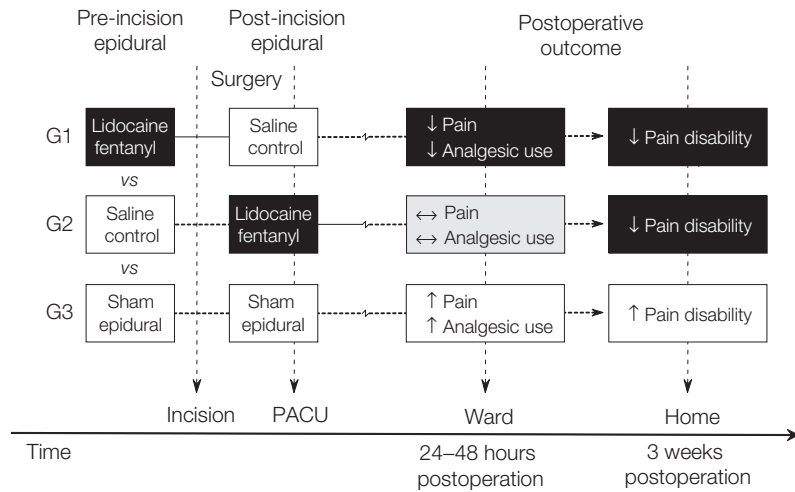 Pre-incision
epidural
Post-incision
epidural
Postoperative
outcome
Surgery
G1
Lidocaine
fentanyl
Saline
control
↓ Pain
↓ Analgesic use
↓ Pain disability
vs
G2
Saline
control
Lidocaine
fentanyl
↔ Pain
↔ Analgesic use
↓ Pain disability
vs
G3
Sham
epidural
Sham
epidural
↑ Pain
↑ Analgesic use
↑ Pain disability
Incision
PACU
Ward
Home
Time
24–48 hours
postoperation
3 weeks
postoperation